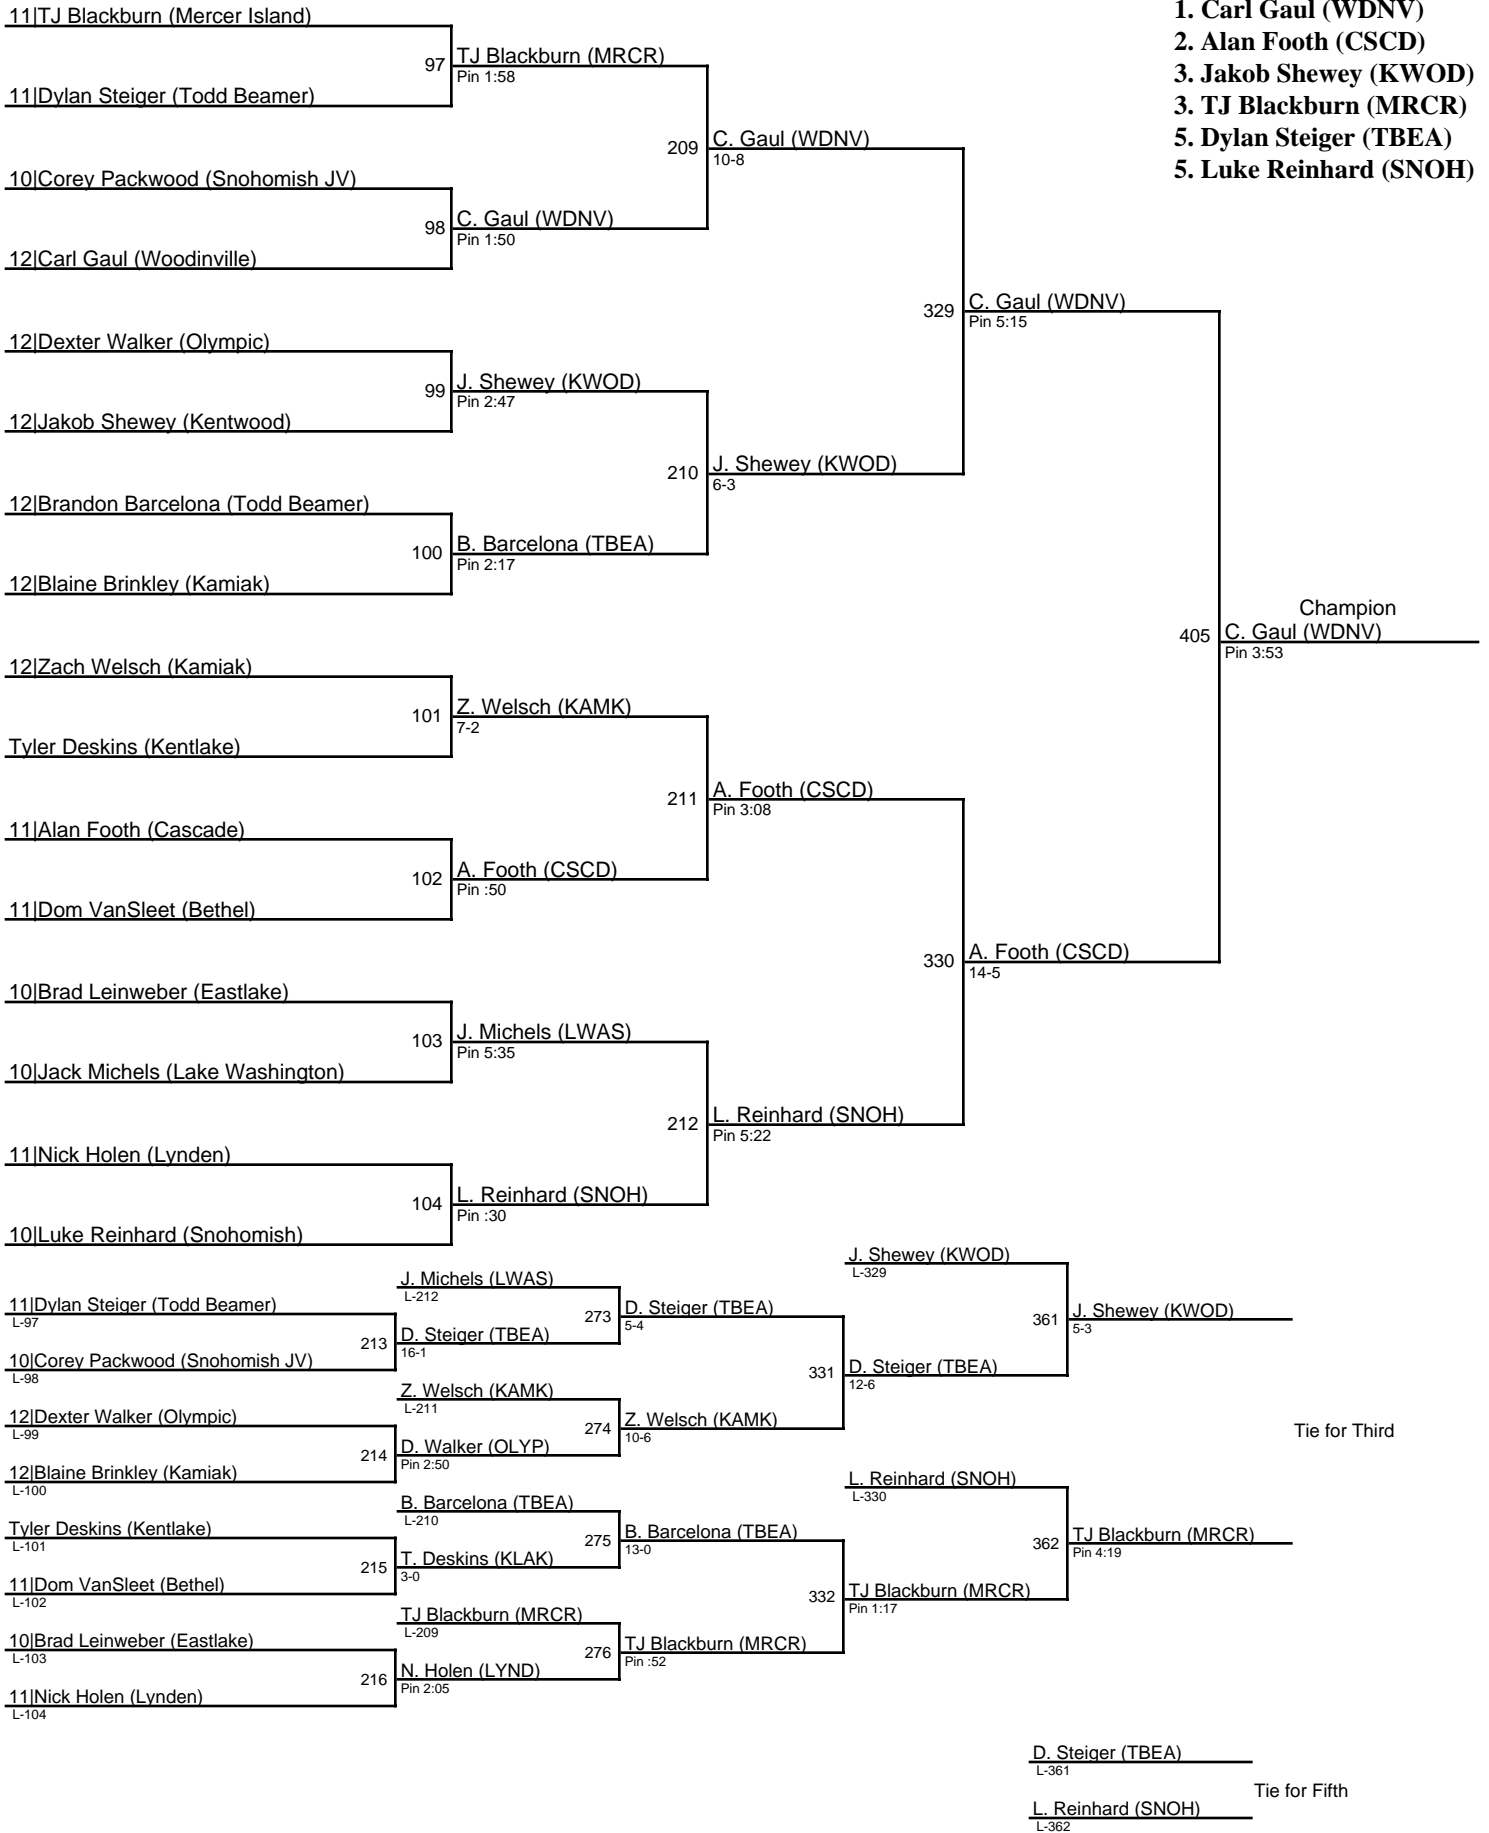 1. Carl Gaul (WDNV)
2. Alan Footh (CSCD)
3. Jakob Shewey (KWOD)
3. TJ Blackburn (MRCR)
5. Dylan Steiger (TBEA)
5. Luke Reinhard (SNOH)
11|TJ Blackburn (Mercer Island)
97
TJ Blackburn (MRCR)
Pin 1:58
11|Dylan Steiger (Todd Beamer)
209
C. Gaul (WDNV)
10-8
10|Corey Packwood (Snohomish JV)
98
C. Gaul (WDNV)
Pin 1:50
12|Carl Gaul (Woodinville)
329
C. Gaul (WDNV)
Pin 5:15
12|Dexter Walker (Olympic)
99
J. Shewey (KWOD)
Pin 2:47
12|Jakob Shewey (Kentwood)
210
J. Shewey (KWOD)
6-3
12|Brandon Barcelona (Todd Beamer)
100
B. Barcelona (TBEA)
Pin 2:17
12|Blaine Brinkley (Kamiak)
Champion
405
C. Gaul (WDNV)
Pin 3:53
12|Zach Welsch (Kamiak)
101
Z. Welsch (KAMK)
7-2
Tyler Deskins (Kentlake)
211
A. Footh (CSCD)
Pin 3:08
11|Alan Footh (Cascade)
102
A. Footh (CSCD)
Pin :50
11|Dom VanSleet (Bethel)
330
A. Footh (CSCD)
14-5
10|Brad Leinweber (Eastlake)
103
J. Michels (LWAS)
Pin 5:35
10|Jack Michels (Lake Washington)
212
L. Reinhard (SNOH)
Pin 5:22
11|Nick Holen (Lynden)
104
L. Reinhard (SNOH)
Pin :30
10|Luke Reinhard (Snohomish)
J. Shewey (KWOD)
L-329
J. Michels (LWAS)
L-212
11|Dylan Steiger (Todd Beamer)
L-97
273
D. Steiger (TBEA)
5-4
361
J. Shewey (KWOD)
5-3
213
D. Steiger (TBEA)
16-1
10|Corey Packwood (Snohomish JV)
L-98
331
D. Steiger (TBEA)
12-6
Z. Welsch (KAMK)
L-211
12|Dexter Walker (Olympic)
L-99
274
Z. Welsch (KAMK)
10-6
Tie for Third
214
D. Walker (OLYP)
Pin 2:50
12|Blaine Brinkley (Kamiak)
L-100
L. Reinhard (SNOH)
L-330
B. Barcelona (TBEA)
L-210
Tyler Deskins (Kentlake)
L-101
275
B. Barcelona (TBEA)
13-0
362
TJ Blackburn (MRCR)
Pin 4:19
215
T. Deskins (KLAK)
3-0
11|Dom VanSleet (Bethel)
L-102
332
TJ Blackburn (MRCR)
Pin 1:17
TJ Blackburn (MRCR)
L-209
10|Brad Leinweber (Eastlake)
L-103
276
TJ Blackburn (MRCR)
Pin :52
216
N. Holen (LYND)
Pin 2:05
11|Nick Holen (Lynden)
L-104
D. Steiger (TBEA)
L-361
Tie for Fifth
L. Reinhard (SNOH)
L-362